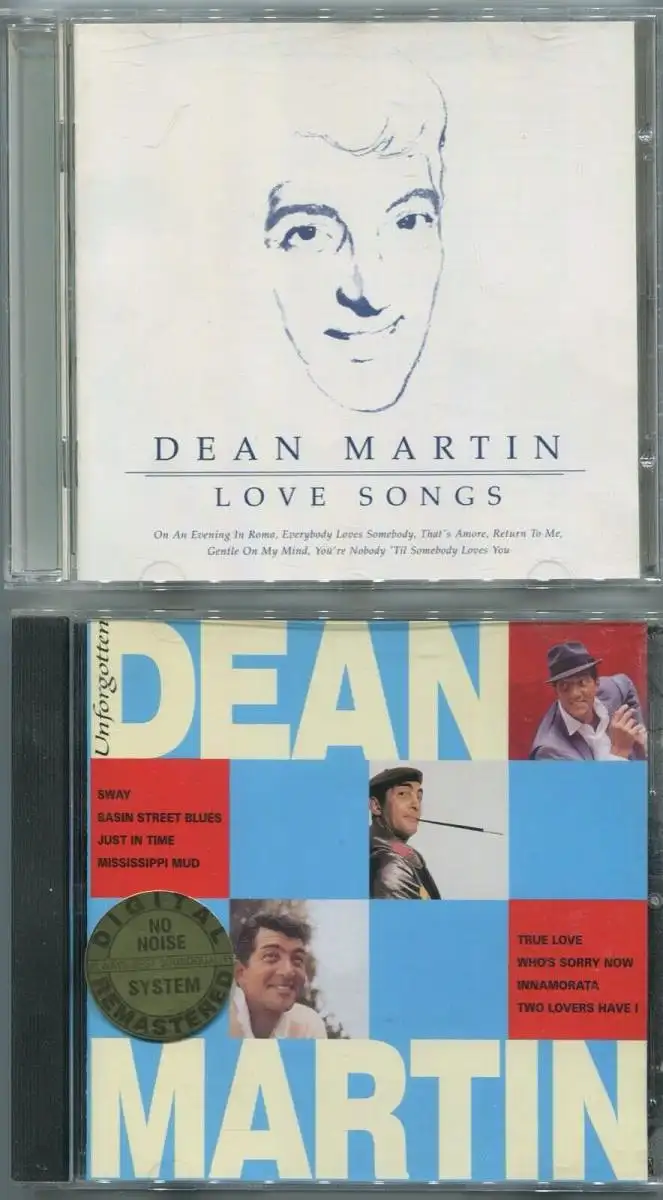 DEAN MARTIN
LOVE SONGS
On An Evening In Roma, Everybody Loves Somebody, That's Amore, Return To Me,
Gentle On My Mind, You're Nobody 'Til Somebody Loves You
Unforgotten
DEAN
SWAY
BASIN STREET BLUES
JUST IN TIME
MISSISSIPPI MUD
DIGITAL
NO
NOISE
SYSTEM
REMASTERED
TRUE LOVE
WHO'S SORRY NOW
INNAMORATA
TWO LOVERS HAVE I
MARTIN